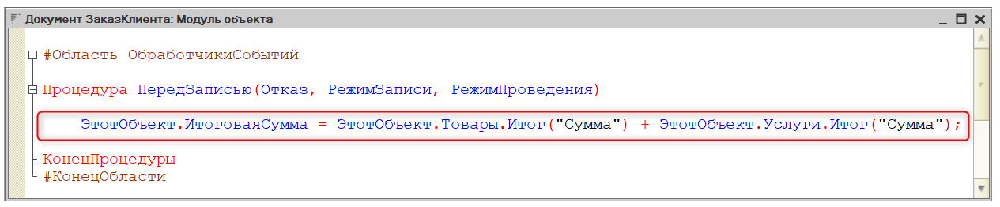 Документ ЗаказКлиента: Модуль объекта
#Область ОбработчикиСобытий
Процедура ПередЗаписью(Отказ, РежимЗаписи, РежимПроведения)
ЭтотОбъект.ИтоговаяСумма = ЭтотОбъект.Товары.Итог("Сумма") + ЭтотОбъект.Услуги.Итог("Сумма");
КонецПроцедуры
#КонецОбласти